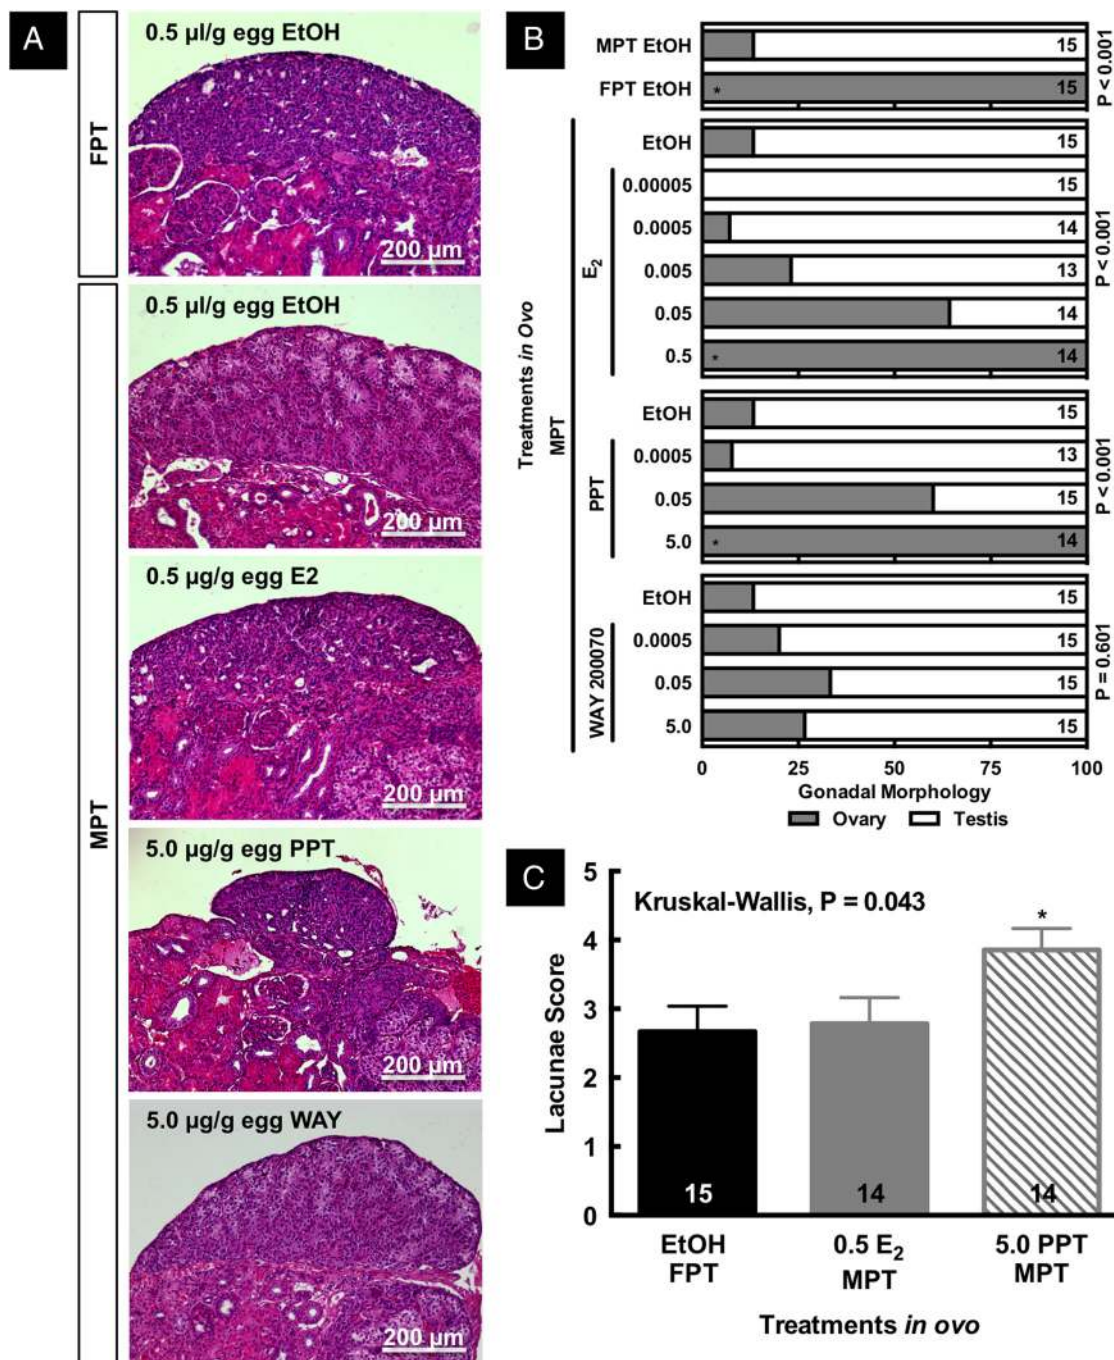 A
FPT
0.5 µl/g egg EtOH
200 µm
MPT
0.5 µl/g egg EtOH
200 µm
0.5 µg/g egg E2
200 µm
5.0 µg/g egg PPT
200 µm
5.0 µg/g egg WAY
200 µm
B
Treatments in Ovo
MPT
MPT EtOH 15
FPT EtOH * 15
P < 0.001
EtOH 15
E2
0.00005 15
0.0005 14
0.005 13
0.05 14
0.5 * 14
P < 0.001
EtOH 15
PPT
0.0005 13
0.05 15
5.0 * 14
P < 0.001
EtOH 15
WAY 200070
0.0005 15
0.05 15
5.0 15
P = 0.601
0 25 50 75 100
Gonadal Morphology
Ovary Testis
C
Kruskal-Wallis, P = 0.043
Lacunae Score
5
4
3
2
1
0
*
15 14 14
EtOH 0.5 E2 5.0 PPT
FPT MPT MPT
Treatments in ovo